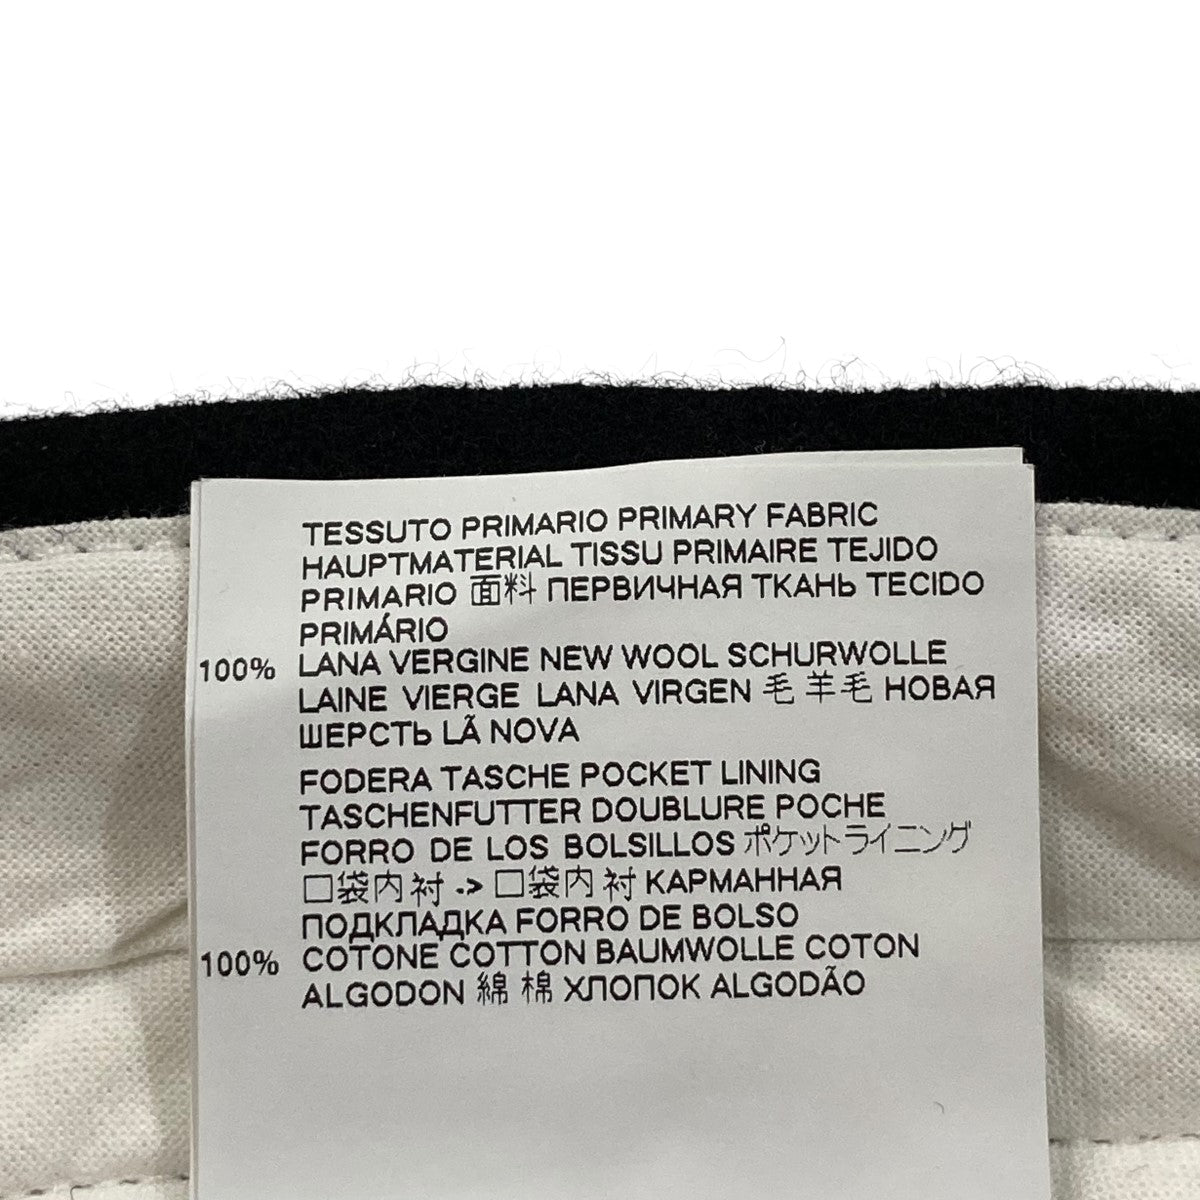 TESSUTO PRIMARIO PRIMARY FABRIC
HAUPTMATERIAL TISSU PRIMAIRE TEJIDO
PRIMARIO 面料 ПЕРВИЧНАЯ ТКАНЬ TECIDO
PRIMÁRIO
100% LANA VERGINE NEW WOOL SCHURWOLLE
LAINE VIERGE LANA VIRGEN 毛 羊毛 НОВАЯ
ШЕРСТЬ LÃ NOVA
FODERA TASCHE POCKET LINING
TASCHENFUTTER DOUBLURE POCHE
FORRO DE LOS BOLSILLOS ポケットライニング
口袋内衬 -> 口袋内衬 КАРМАННАЯ
ПОДКЛАДКА FORRO DE BOLSO
100% COTONE COTTON BAUMWOLLE COTON
ALGODON 綿 棉 ХЛОПОК ALGODÃO